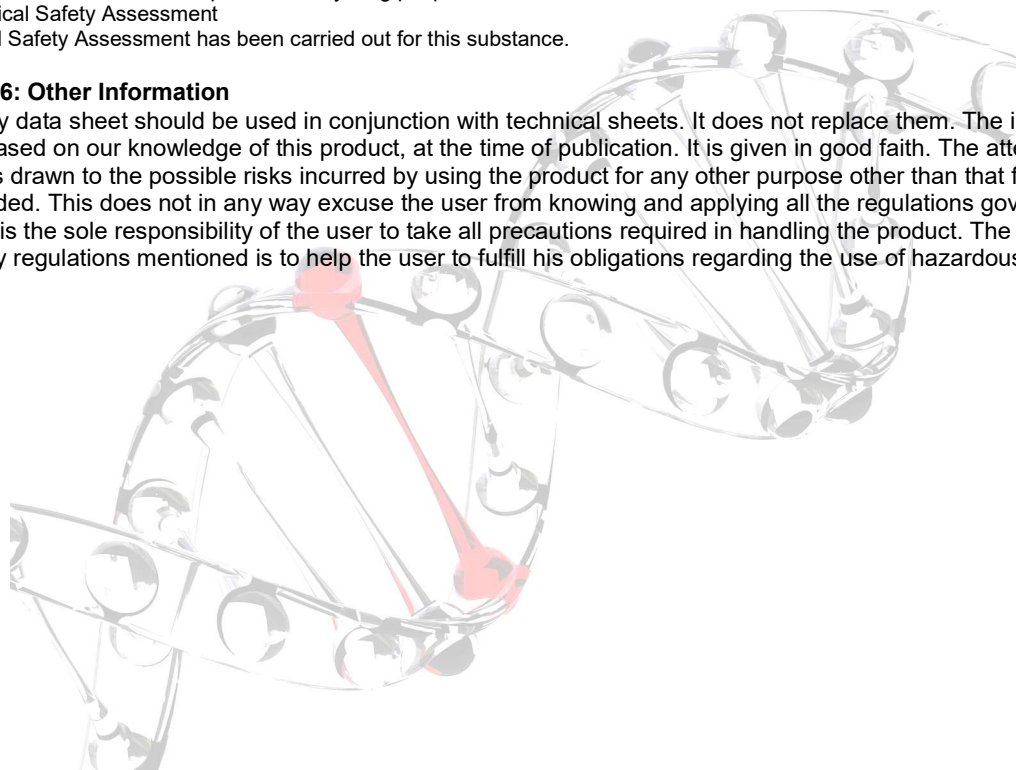 ical Safety Assessment
l Safety Assessment has been carried out for this substance.
6: Other Information
y data sheet should be used in conjunction with technical sheets. It does not replace them. The i
ased on our knowledge of this product, at the time of publication. It is given in good faith. The atte
s drawn to the possible risks incurred by using the product for any other purpose other than that f
ded. This does not in any way excuse the user from knowing and applying all the regulations gov
is the sole responsibility of the user to take all precautions required in handling the product. The
y regulations mentioned is to help the user to fulfill his obligations regarding the use of hazardous